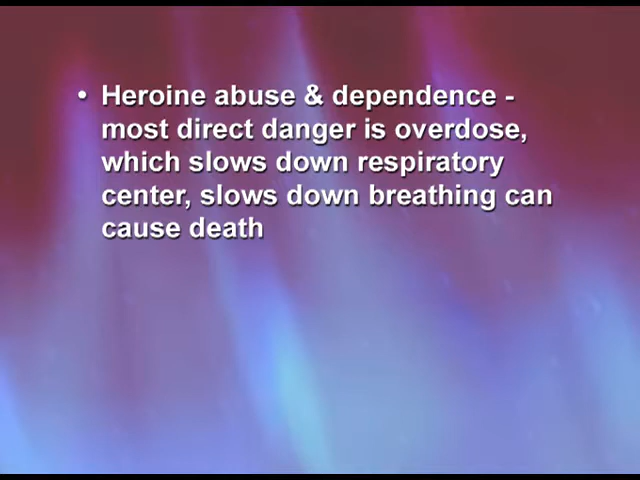 • Heroine abuse & dependence -
most direct danger is overdose,
which slows down respiratory
center, slows down breathing can
cause death